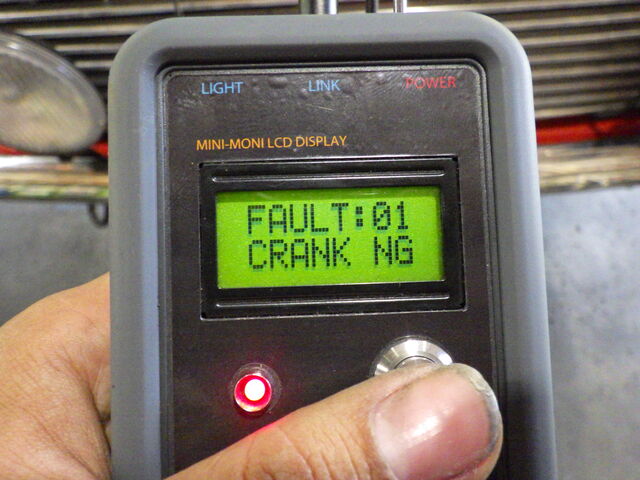 LIGHT LINK POWER
MINI-MONI LCD DISPLAY
FAULT:01
CRANK NG